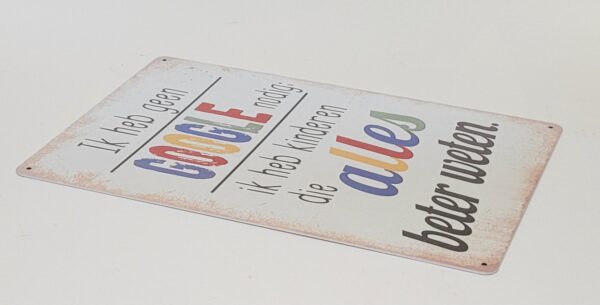 Ik heb geen
GOOGLE nodig:
ik heb kinderen
die alles
beter weten.